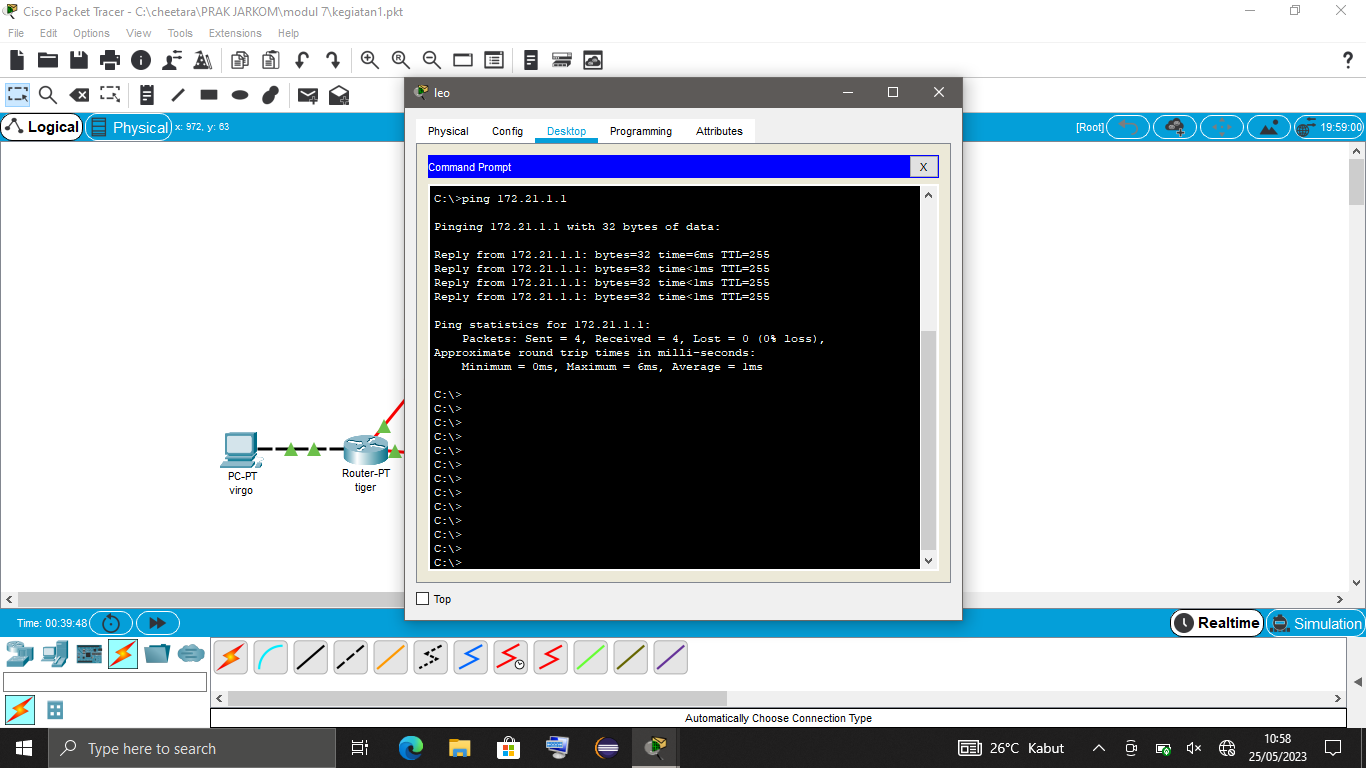 Cisco Packet Tracer - C:\cheetara\PRAK JARKOM\modul 7\kegiatan1.pkt
File Edit Options View Tools Extensions Help
?
Logical
Physical
x: 972, y: 63
[Root]
19:59:00
leo
Physical Config Desktop Programming Attributes
Command Prompt
X
C:\>ping 172.21.1.1
Pinging 172.21.1.1 with 32 bytes of data:
Reply from 172.21.1.1: bytes=32 time=6ms TTL=255
Reply from 172.21.1.1: bytes=32 time<1ms TTL=255
Reply from 172.21.1.1: bytes=32 time<1ms TTL=255
Reply from 172.21.1.1: bytes=32 time<1ms TTL=255
Ping statistics for 172.21.1.1:
Packets: Sent = 4, Received = 4, Lost = 0 (0% loss),
Approximate round trip times in milli-seconds:
Minimum = 0ms, Maximum = 6ms, Average = 1ms
C:\>
C:\>
C:\>
C:\>
C:\>
C:\>
C:\>
C:\>
C:\>
C:\>
C:\>
C:\>
C:\>
Top
PC-PT
virgo
Router-PT
tiger
Time: 00:39:48
Realtime
Simulation
Automatically Choose Connection Type
Type here to search
26°C Kabut
10:58
25/05/2023